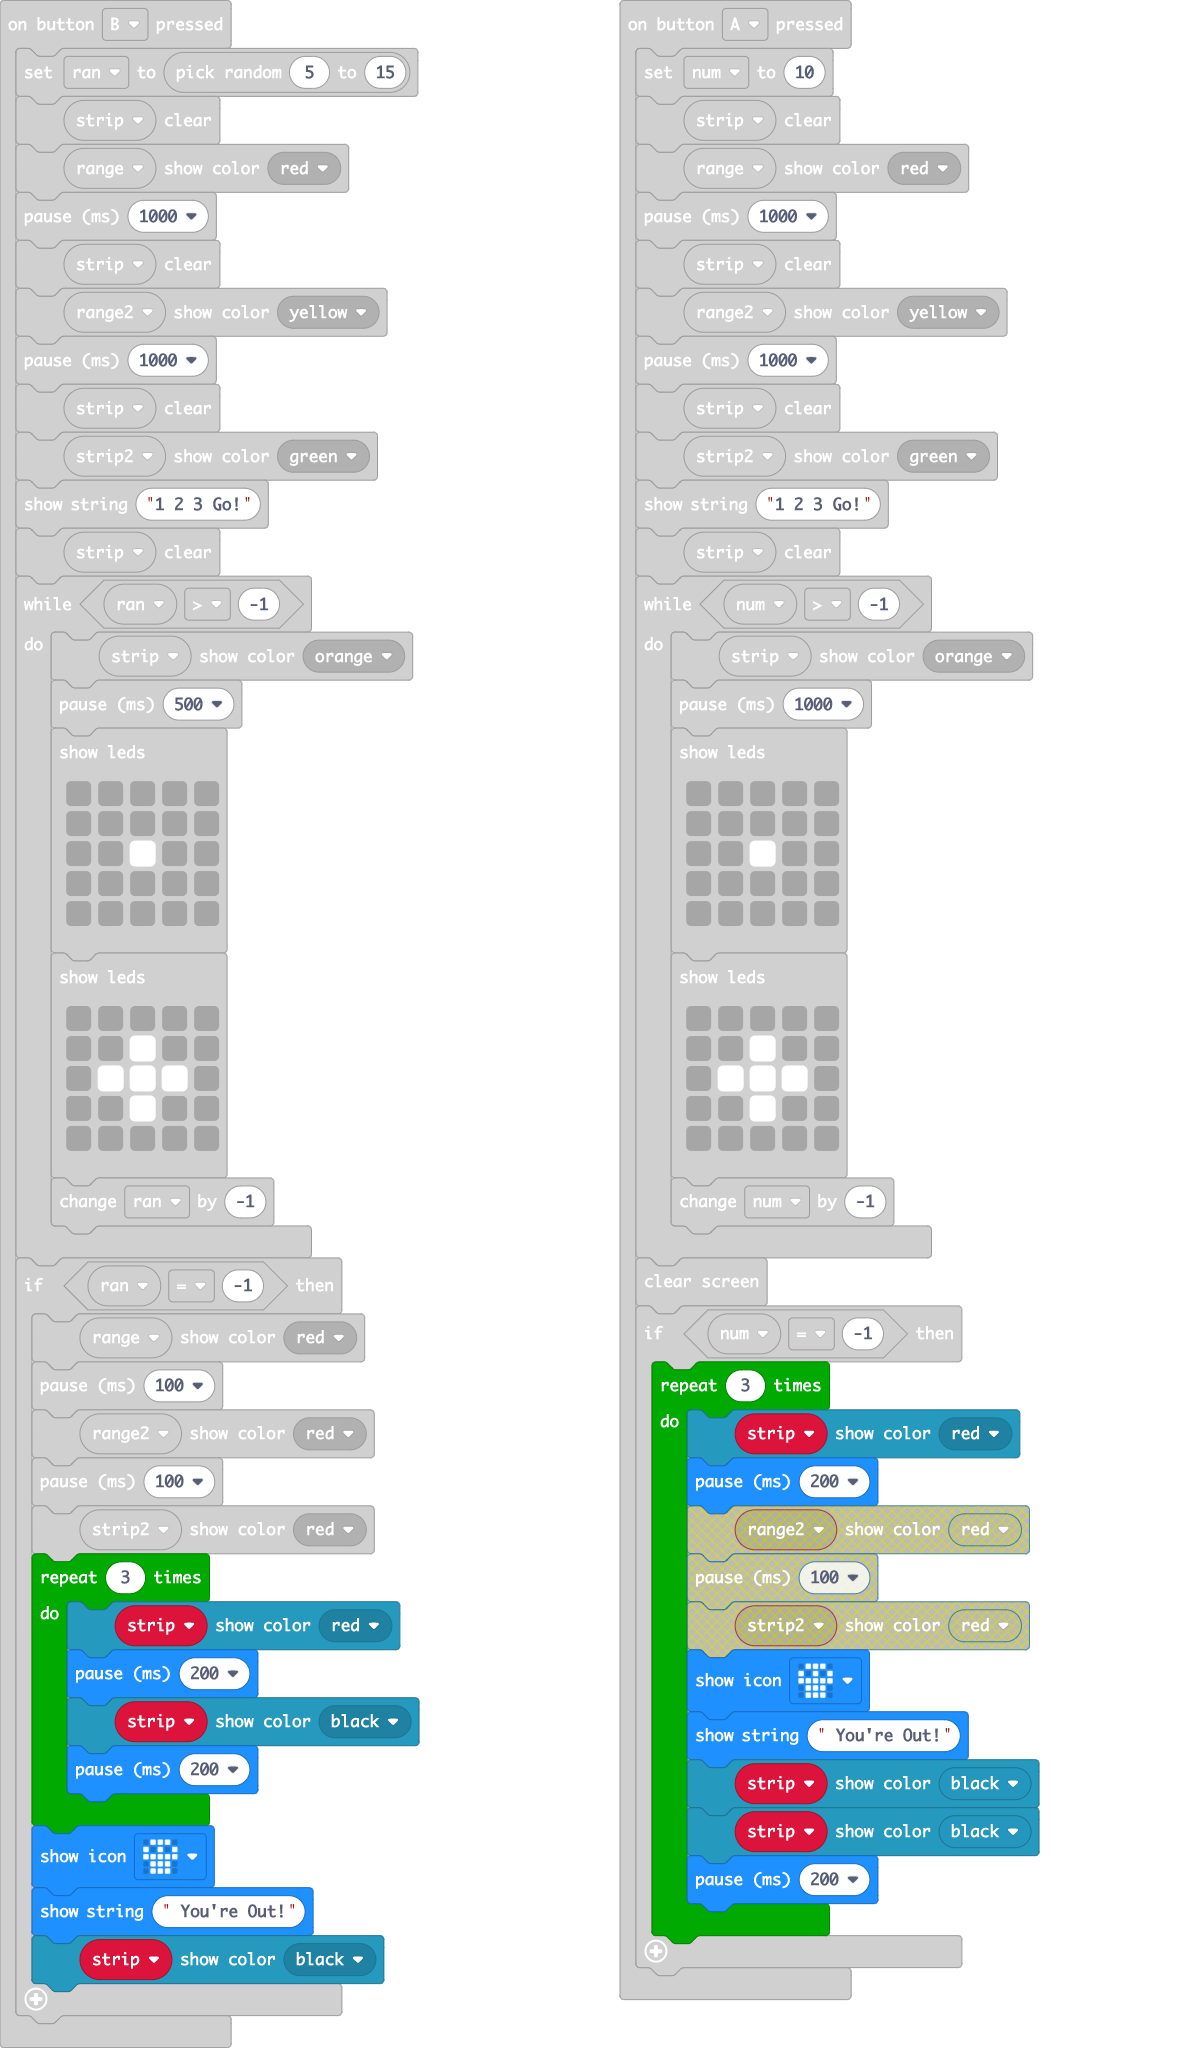 on button B pressed
set ran to pick random 5 to 15
strip clear
range show color red
pause (ms) 1000
strip clear
range2 show color yellow
pause (ms) 1000
strip clear
strip2 show color green
show string "1 2 3 Go!"
strip clear
while ran > -1
do
strip show color orange
pause (ms) 500
show leds
show leds
change ran by -1
if ran = -1 then
range show color red
pause (ms) 100
range2 show color red
pause (ms) 100
strip2 show color red
repeat 3 times
do
strip show color red
pause (ms) 200
strip show color black
pause (ms) 200
show icon
show string " You're Out!"
strip show color black
on button A pressed
set num to 10
strip clear
range show color red
pause (ms) 1000
strip clear
range2 show color yellow
pause (ms) 1000
strip clear
strip2 show color green
show string "1 2 3 Go!"
strip clear
while num > -1
do
strip show color orange
pause (ms) 1000
show leds
show leds
change num by -1
clear screen
if num = -1 then
repeat 3 times
do
strip show color red
pause (ms) 200
range2 show color red
pause (ms) 100
strip2 show color red
show icon
show string " You're Out!"
strip show color black
strip show color black
pause (ms) 200